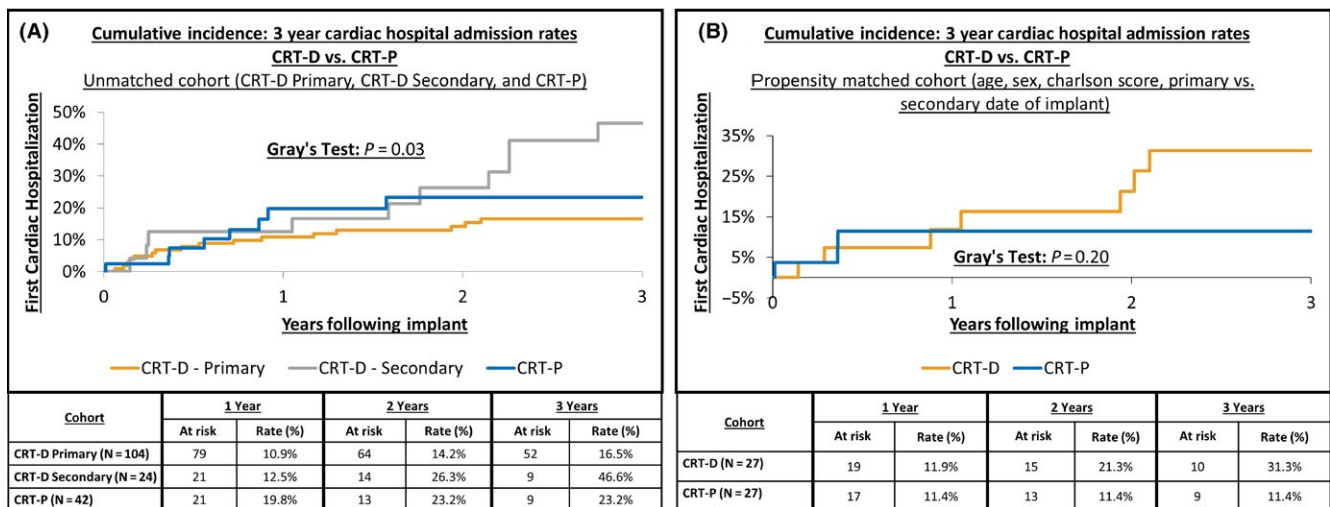 (A)
Cumulative incidence: 3 year cardiac hospital admission rates
CRT-D vs. CRT-P
Unmatched cohort (CRT-D Primary, CRT-D Secondary, and CRT-P)
First Cardiac Hospitalization
50%
40%
30%
20%
10%
0%
Gray's Test: P = 0.03
0 1 2 3
Years following implant
CRT-D - Primary CRT-D - Secondary CRT-P
Cohort 1 Year 2 Years 3 Years
At risk Rate (%) At risk Rate (%) At risk Rate (%)
CRT-D Primary (N = 104) 79 10.9% 64 14.2% 52 16.5%
CRT-D Secondary (N = 24) 21 12.5% 14 26.3% 9 46.6%
CRT-P (N = 42) 21 19.8% 13 23.2% 9 23.2%
(B)
Cumulative incidence: 3 year cardiac hospital admission rates
CRT-D vs. CRT-P
Propensity matched cohort (age, sex, charlson score, primary vs.
secondary date of implant)
First Cardiac Hospitalization
35%
25%
15%
5%
−5%
Gray's Test: P = 0.20
0 1 2 3
Years following implant
CRT-D CRT-P
Cohort 1 Year 2 Years 3 Years
At risk Rate (%) At risk Rate (%) At risk Rate (%)
CRT-D (N = 27) 19 11.9% 15 21.3% 10 31.3%
CRT-P (N = 27) 17 11.4% 13 11.4% 9 11.4%